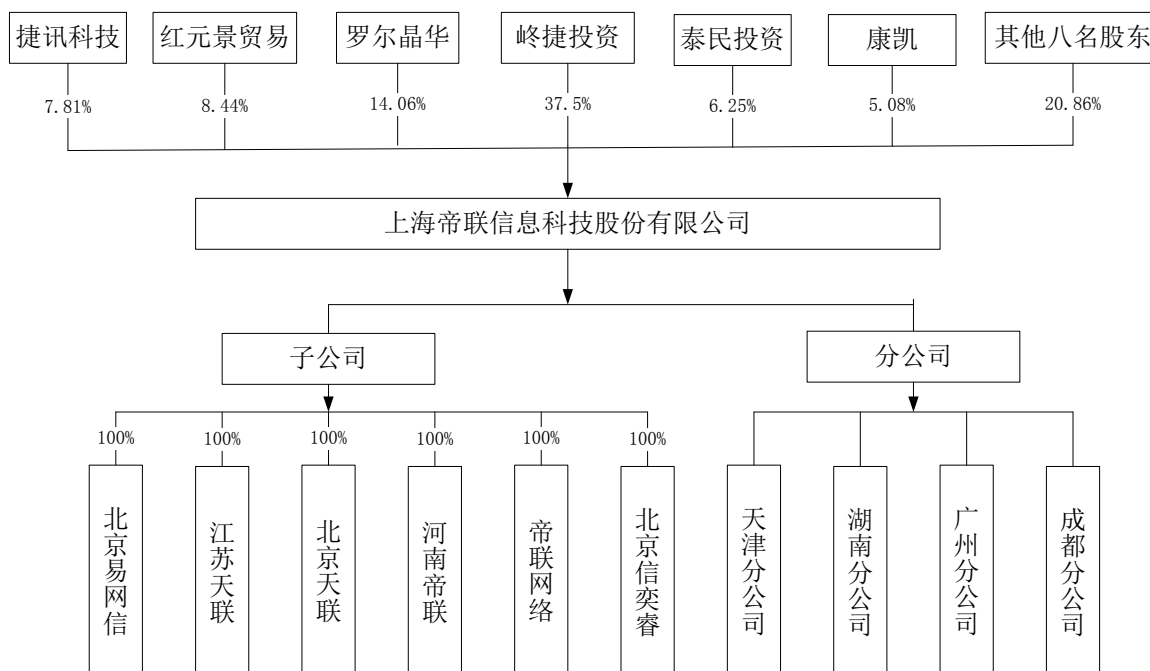 捷讯科技
红元景贸易
罗尔晶华
峂捷投资
泰民投资
康凯
其他八名股东
7.81%
8.44%
14.06%
37.5%
6.25%
5.08%
20.86%
上海帝联信息科技股份有限公司
子公司
分公司
100%
100%
100%
100%
100%
100%
北京易网信
江苏天联
北京天联
河南帝联
帝联网络
北京信奕睿
天津分公司
湖南分公司
广州分公司
成都分公司